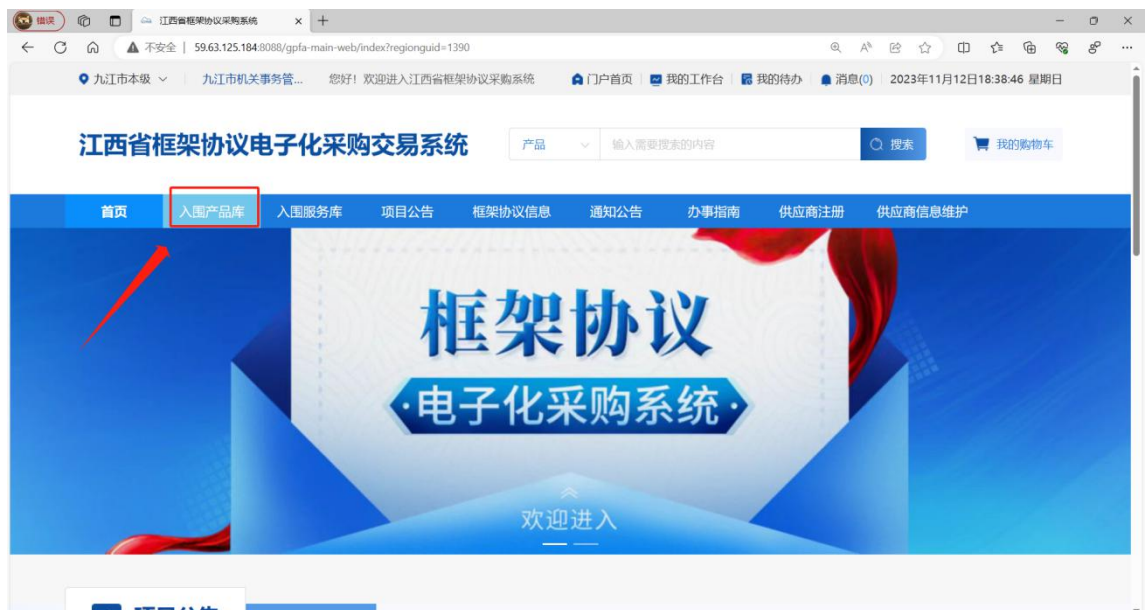 错误
江西省框架协议采购系统
不安全 | 59.63.125.184:8088/gpfa-main-web/index?regionguid=1390
九江市本级 九江市机关事务管... 您好！欢迎进入江西省框架协议采购系统 门户首页 我的工作台 我的待办 消息(0) 2023年11月12日18:38:46 星期日
江西省框架协议电子化采购交易系统 产品 输入需要搜索的内容 搜索 我的购物车
首页 入围产品库 入围服务库 项目公告 框架协议信息 通知公告 办事指南 供应商注册 供应商信息维护
框架协议
·电子化采购系统·
欢迎进入
项目公告